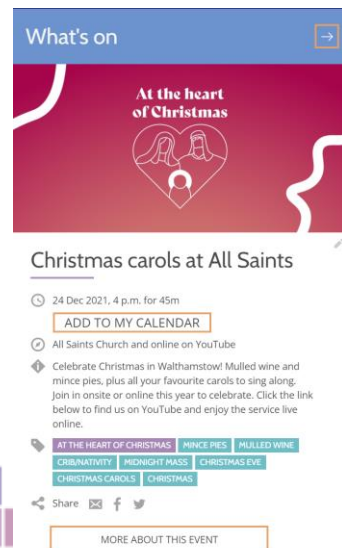 What's on
At the heart
of Christmas
Christmas carols at All Saints
24 Dec 2021, 4 p.m. for 45m
ADD TO MY CALENDAR
All Saints Church and online on YouTube
Celebrate Christmas in Walthamstow! Mulled wine and
mince pies, plus all your favourite carols to sing along.
Join in onsite or online this year to celebrate. Click the link
below to find us on YouTube and enjoy the service live
online.
AT THE HEART OF CHRISTMAS MINCE PIES MULLED WINE
CRIB/NATIVITY MIDNIGHT MASS CHRISTMAS EVE
CHRISTMAS CAROLS CHRISTMAS
Share
MORE ABOUT THIS EVENT